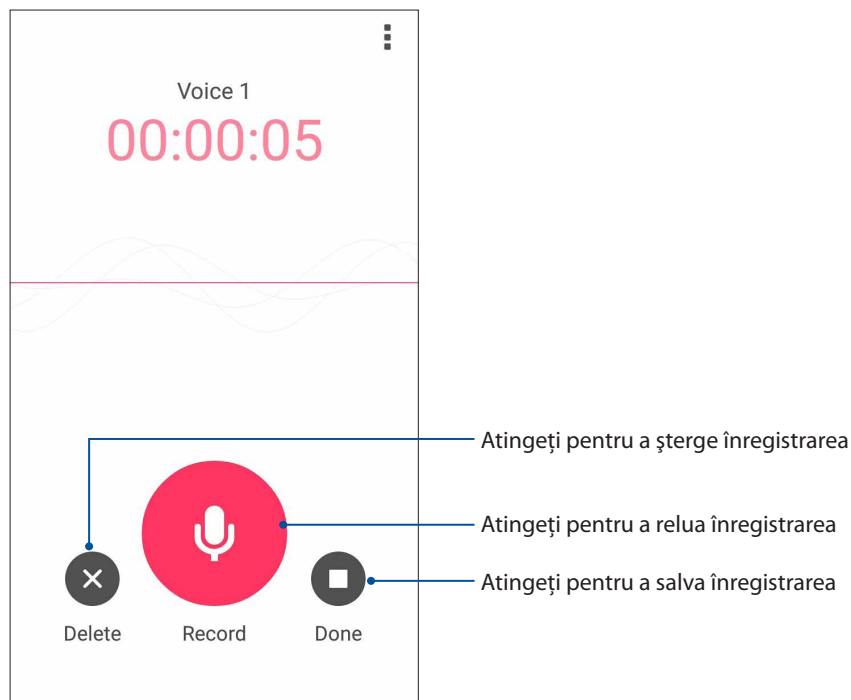 Voice 1
00:00:05
Atingeți pentru a şterge înregistrarea
Atingeți pentru a relua înregistrarea
Atingeți pentru a salva înregistrarea
Delete
Record
Done